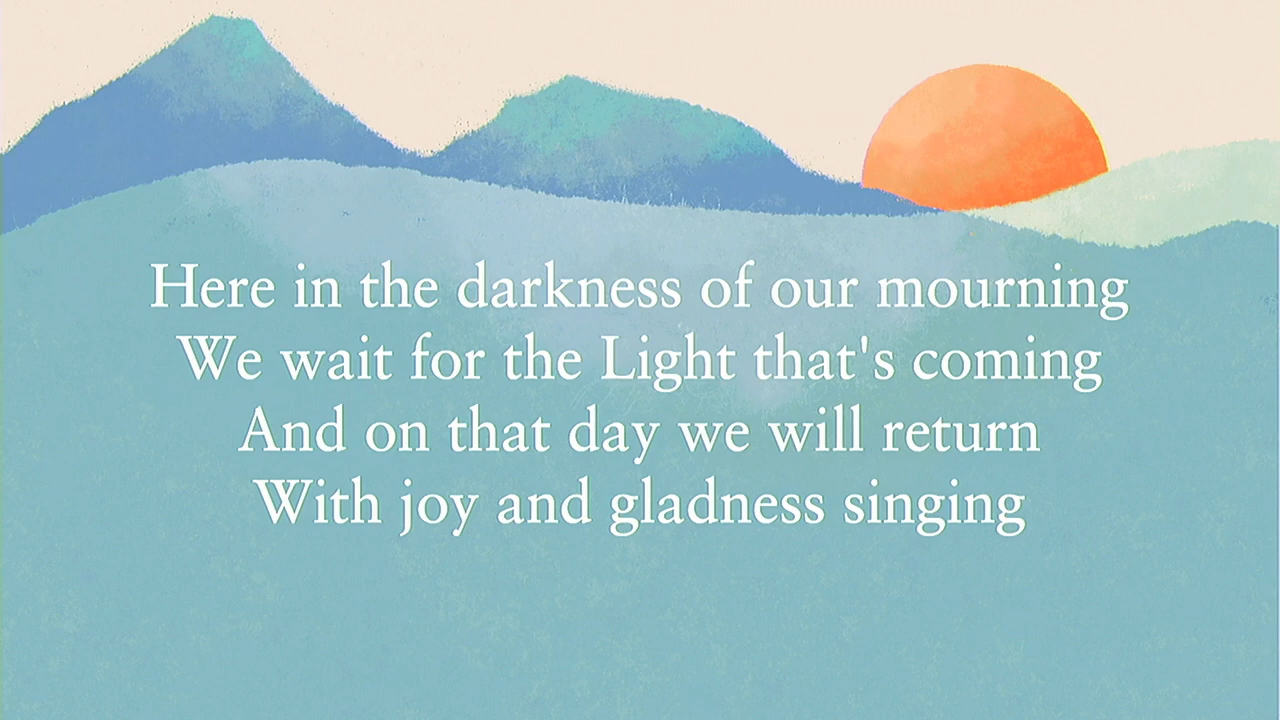 Here in the darkness of our mourning
We wait for the Light that's coming
And on that day we will return
With joy and gladness singing